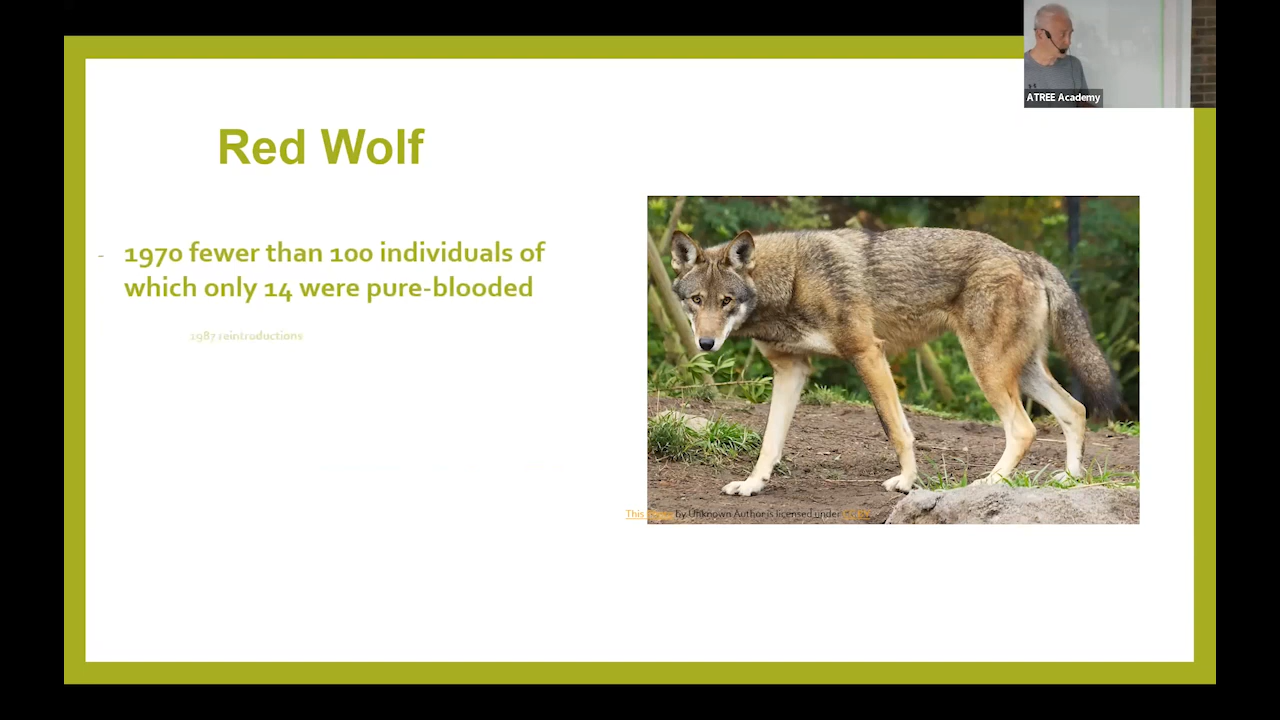 ATREE Academy
Red Wolf
- 1970 fewer than 100 individuals of
which only 14 were pure-blooded
1987 reintroductions
This by Unknown Author is licensed under